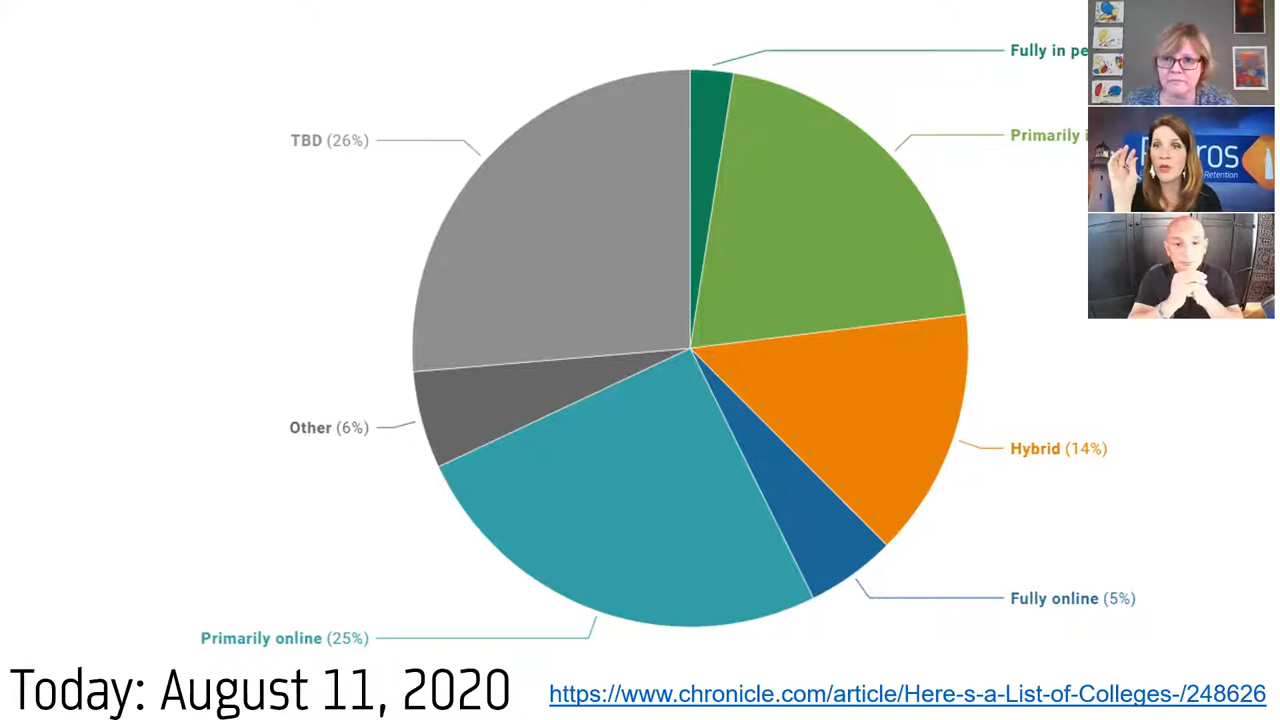 Fully in
TBD (26%)
Primarily
Retention
Other (6%)
Hybrid (14%)
Fully online (5%)
Primarily online (25%)
Today: August 11, 2020
https://www.chronicle.com/article/Here-s-a-List-of-Colleges-/248626